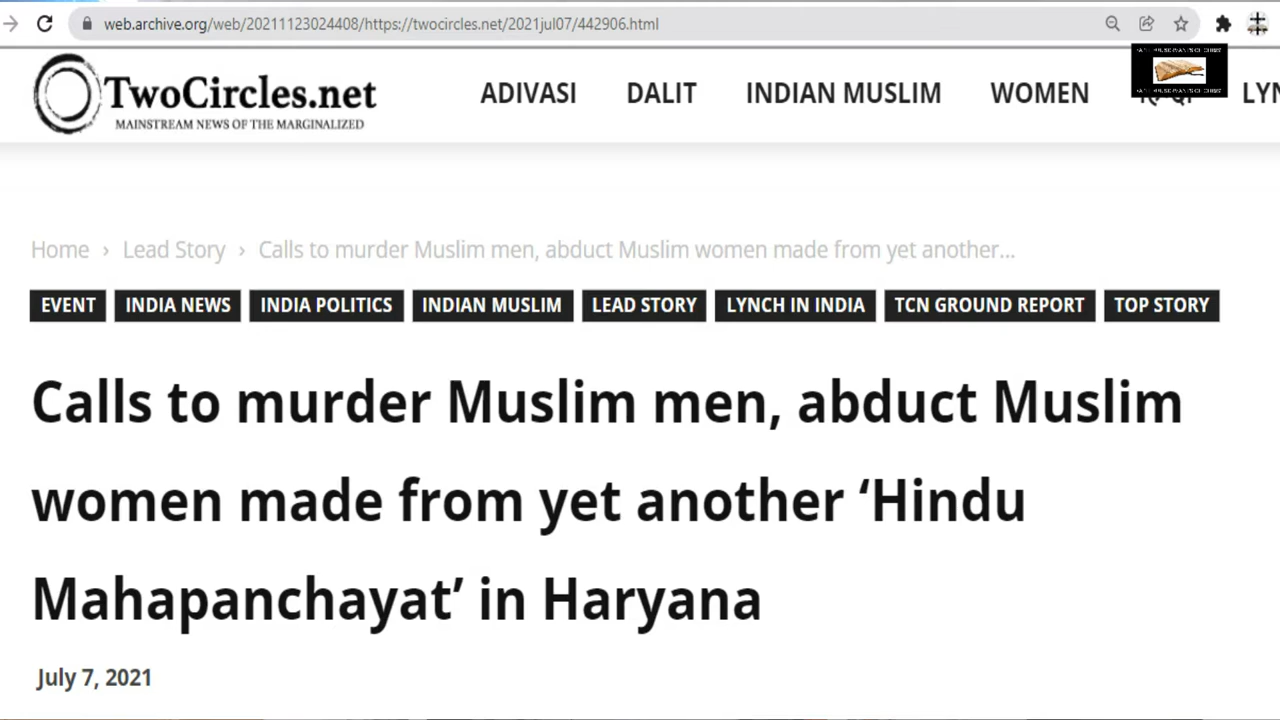 web.archive.org/web/20211123024408/https://twocircles.net/2021jul07/442906.html
TwoCircles.net
MAINSTREAM NEWS OF THE MARGINALIZED
ADIVASI DALIT INDIAN MUSLIM WOMEN LYN
Home › Lead Story › Calls to murder Muslim men, abduct Muslim women made from yet another...
EVENT INDIA NEWS INDIA POLITICS INDIAN MUSLIM LEAD STORY LYNCH IN INDIA TCN GROUND REPORT TOP STORY
Calls to murder Muslim men, abduct Muslim
women made from yet another ‘Hindu
Mahapanchayat’ in Haryana
July 7, 2021